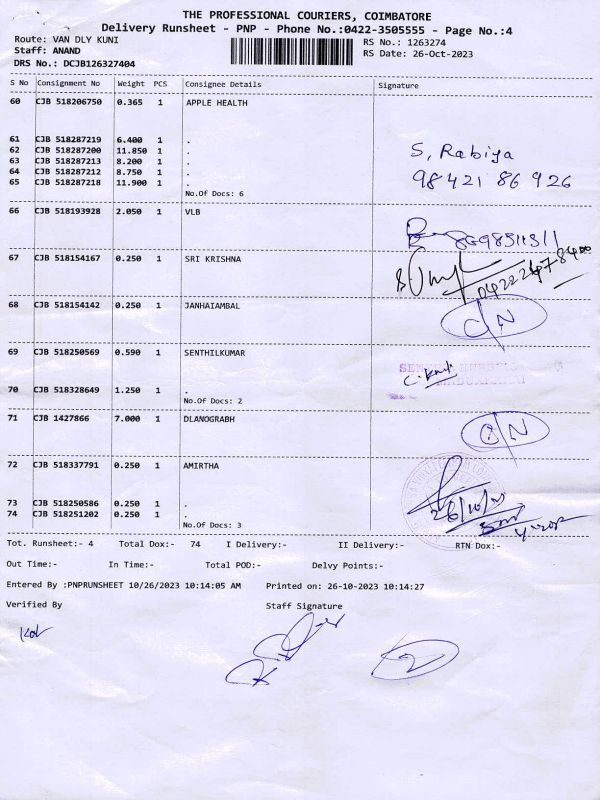 THE PROFESSIONAL COURIERS, COIMBATORE
Delivery Runsheet - PNP - Phone No.:0422-3505555 - Page No.:4
Route: VAN DLY KUNI
RS No.: 1263274
Staff: ANAND
RS Date: 26-Oct-2023
DRS No.: DCJB126327404
S No Consignment No Weight PCS Consignee Details Signature
60 CJB 518206750 0.365 1 APPLE HEALTH
61 CJB 518287219 6.400 1 .
62 CJB 518287200 11.850 1 .
63 CJB 518287213 8.200 1 .
64 CJB 518287212 8.750 1 .
65 CJB 518287218 11.900 1 .
S. Rabiya
98421 86 926
No.Of Docs: 6
66 CJB 518193928 2.050 1 VLB
67 CJB 518154167 0.250 1 SRI KRISHNA
68 CJB 518154142 0.250 1 JANHAIAMBAL
C/N
69 CJB 518250569 0.590 1 SENTHILKUMAR
70 CJB 518328649 1.250 1 .
No.Of Docs: 2
71 CJB 1427866 7.000 1 DLANOGRABH
72 CJB 518337791 0.250 1 AMIRTHA
73 CJB 518250586 0.250 1 .
74 CJB 518251202 0.250 1 .
No.Of Docs: 3
Tot. Runsheet:- 4 Total Dox:- 74 I Delivery:- II Delivery:- RTN Dox:-
Out Time:- In Time:- Total POD:- Delvy Points:-
Entered By :PNPRUNSHEET 10/26/2023 10:14:05 AM Printed on: 26-10-2023 10:14:27
Verified By Staff Signature
2